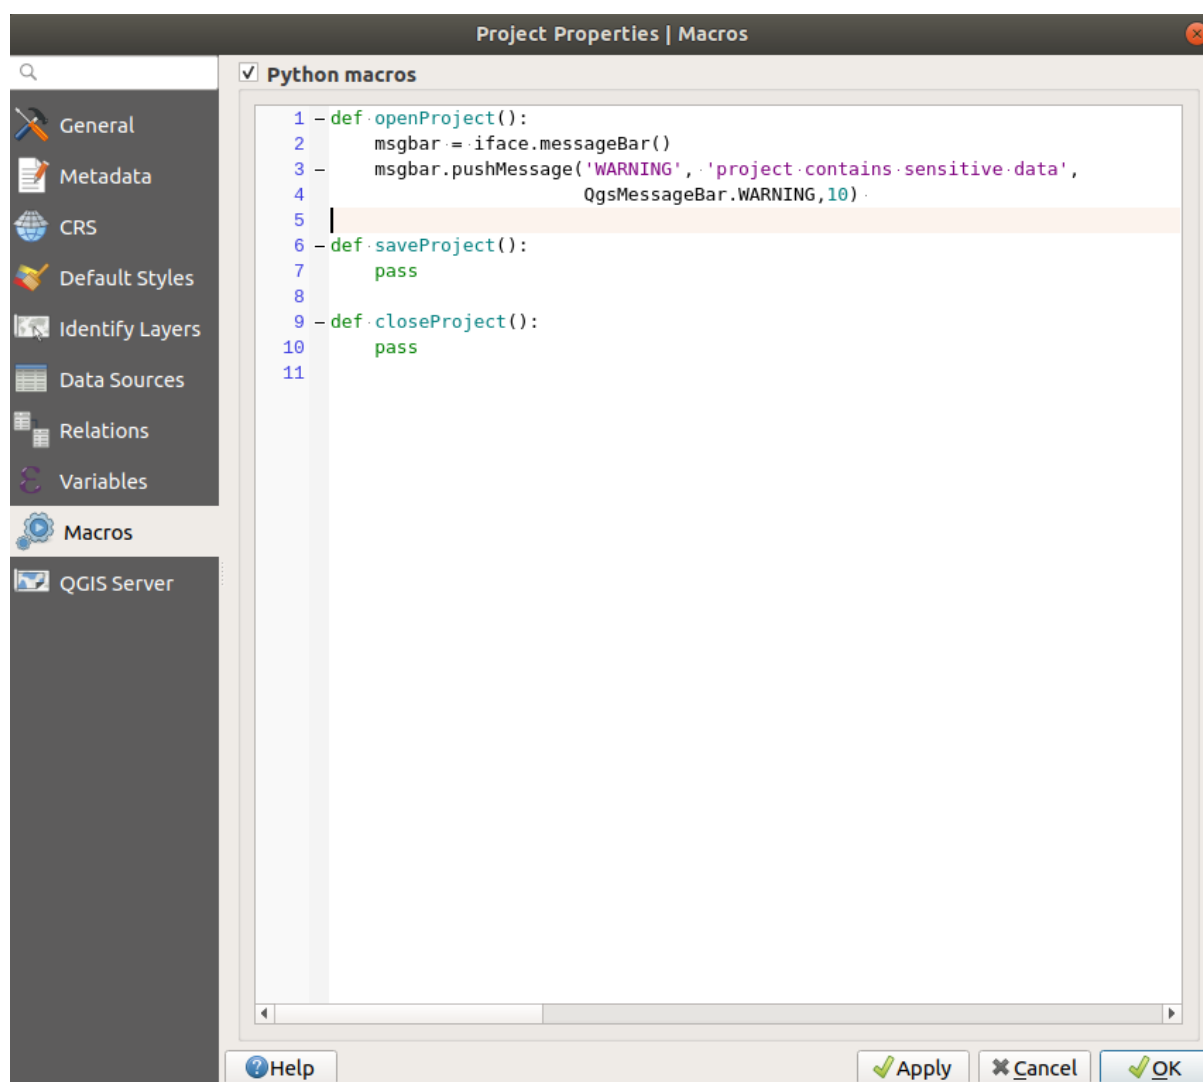 Project Properties | Macros
General
Metadata
CRS
Default Styles
Identify Layers
Data Sources
Relations
Variables
Macros
QGIS Server
Python macros
1 def openProject():
2 msgbar = iface.messageBar()
3 msgbar.pushMessage('WARNING', 'project contains sensitive data',
4 QgsMessageBar.WARNING,10)
5
6 def saveProject():
7 pass
8
9 def closeProject():
10 pass
11
Help
Apply
Cancel
OK